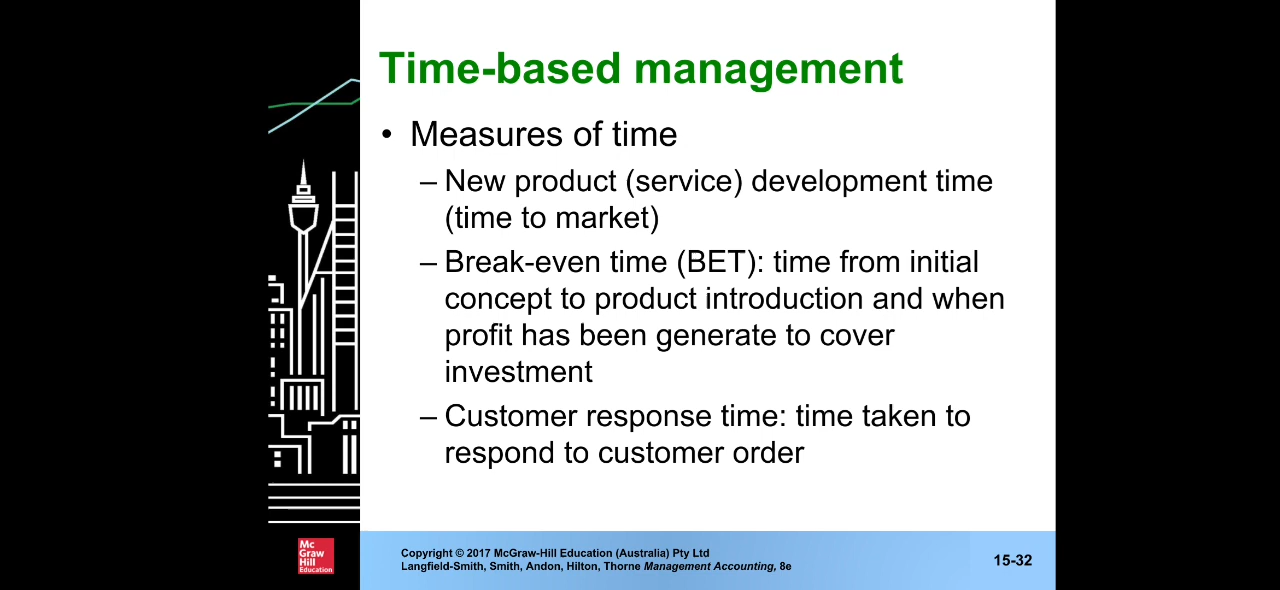 Time-based management
• Measures of time
– New product (service) development time
(time to market)
– Break-even time (BET): time from initial
concept to product introduction and when
profit has been generate to cover
investment
– Customer response time: time taken to
respond to customer order
Mc
Graw
Hill
Education
Copyright © 2017 McGraw-Hill Education (Australia) Pty Ltd
Langfield-Smith, Smith, Andon, Hilton, Thorne Management Accounting, 8e
15-32